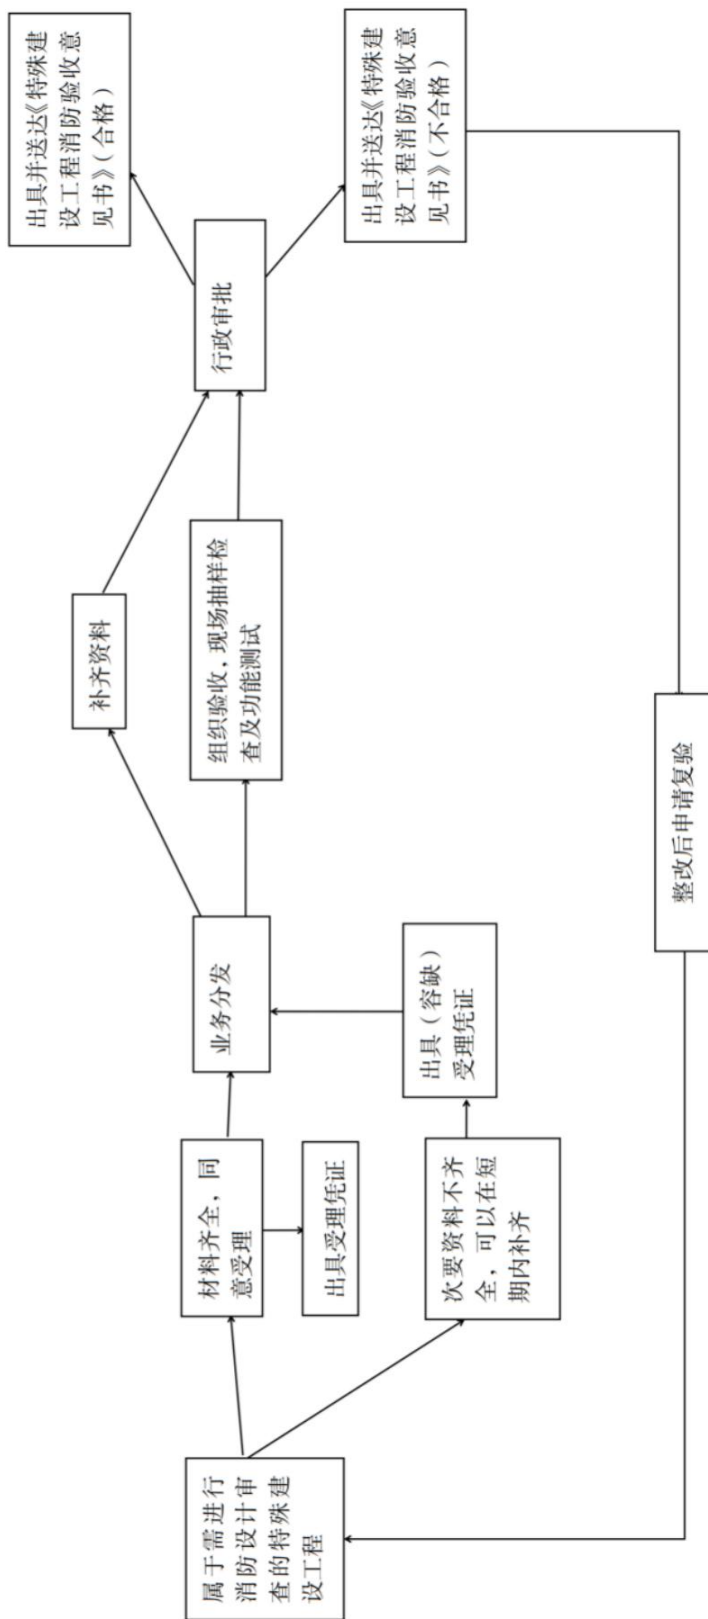 属于需进行
消防设计审
查的特殊建
设工程
材料齐全，同
意受理
出具受理凭证
次要资料不齐
全，可以在短
期内补齐
出具（容缺）
受理凭证
业务分发
补齐资料
组织验收，现场抽样检
查及功能测试
行政审批
出具并送达《特殊建
设工程消防验收意
见书》（合格）
出具并送达《特殊建
设工程消防验收意
见书》（不合格）
整改后申请复验